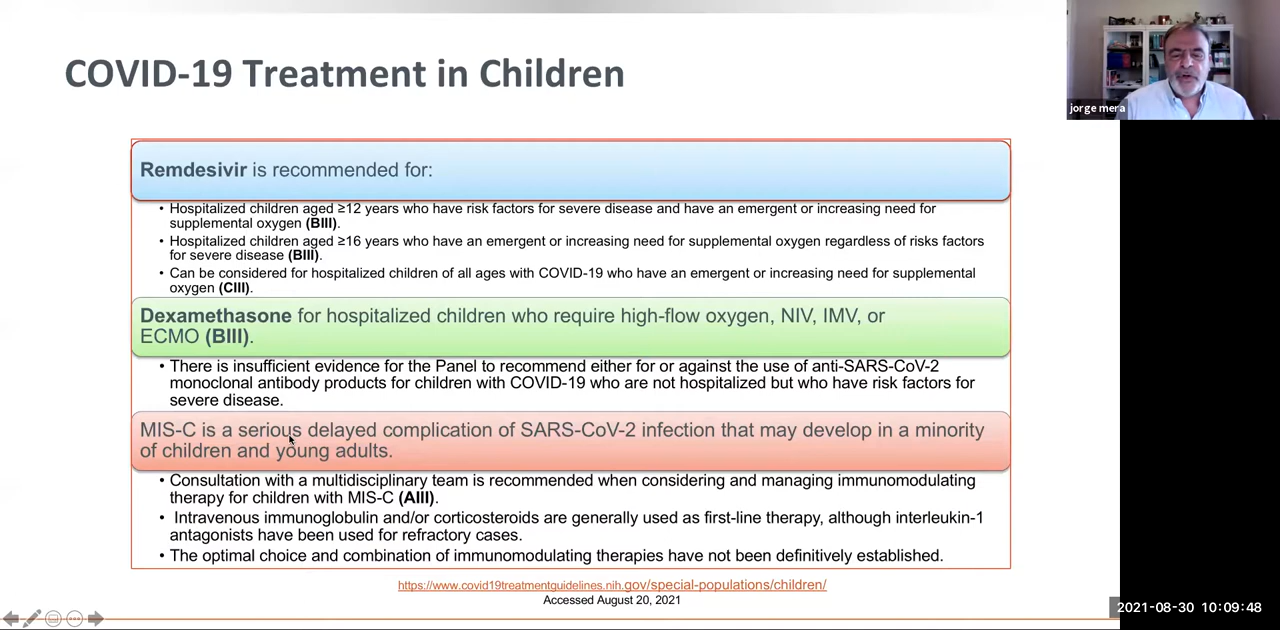 COVID-19 Treatment in Children
jorge mera
Remdesivir is recommended for:
• Hospitalized children aged ≥12 years who have risk factors for severe disease and have an emergent or increasing need for
supplemental oxygen (BIII).
• Hospitalized children aged ≥16 years who have an emergent or increasing need for supplemental oxygen regardless of risks factors
for severe disease (BIII).
• Can be considered for hospitalized children of all ages with COVID-19 who have an emergent or increasing need for supplemental
oxygen (CIII).
Dexamethasone for hospitalized children who require high-flow oxygen, NIV, IMV, or
ECMO (BIII).
• There is insufficient evidence for the Panel to recommend either for or against the use of anti-SARS-CoV-2
monoclonal antibody products for children with COVID-19 who are not hospitalized but who have risk factors for
severe disease.
MIS-C is a serious delayed complication of SARS-CoV-2 infection that may develop in a minority
of children and young adults.
• Consultation with a multidisciplinary team is recommended when considering and managing immunomodulating
therapy for children with MIS-C (AIII).
• Intravenous immunoglobulin and/or corticosteroids are generally used as first-line therapy, although interleukin-1
antagonists have been used for refractory cases.
• The optimal choice and combination of immunomodulating therapies have not been definitively established.
https://www.covid19treatmentguidelines.nih.gov/special-populations/children/
Accessed August 20, 2021
2021-08-30 10:09:48